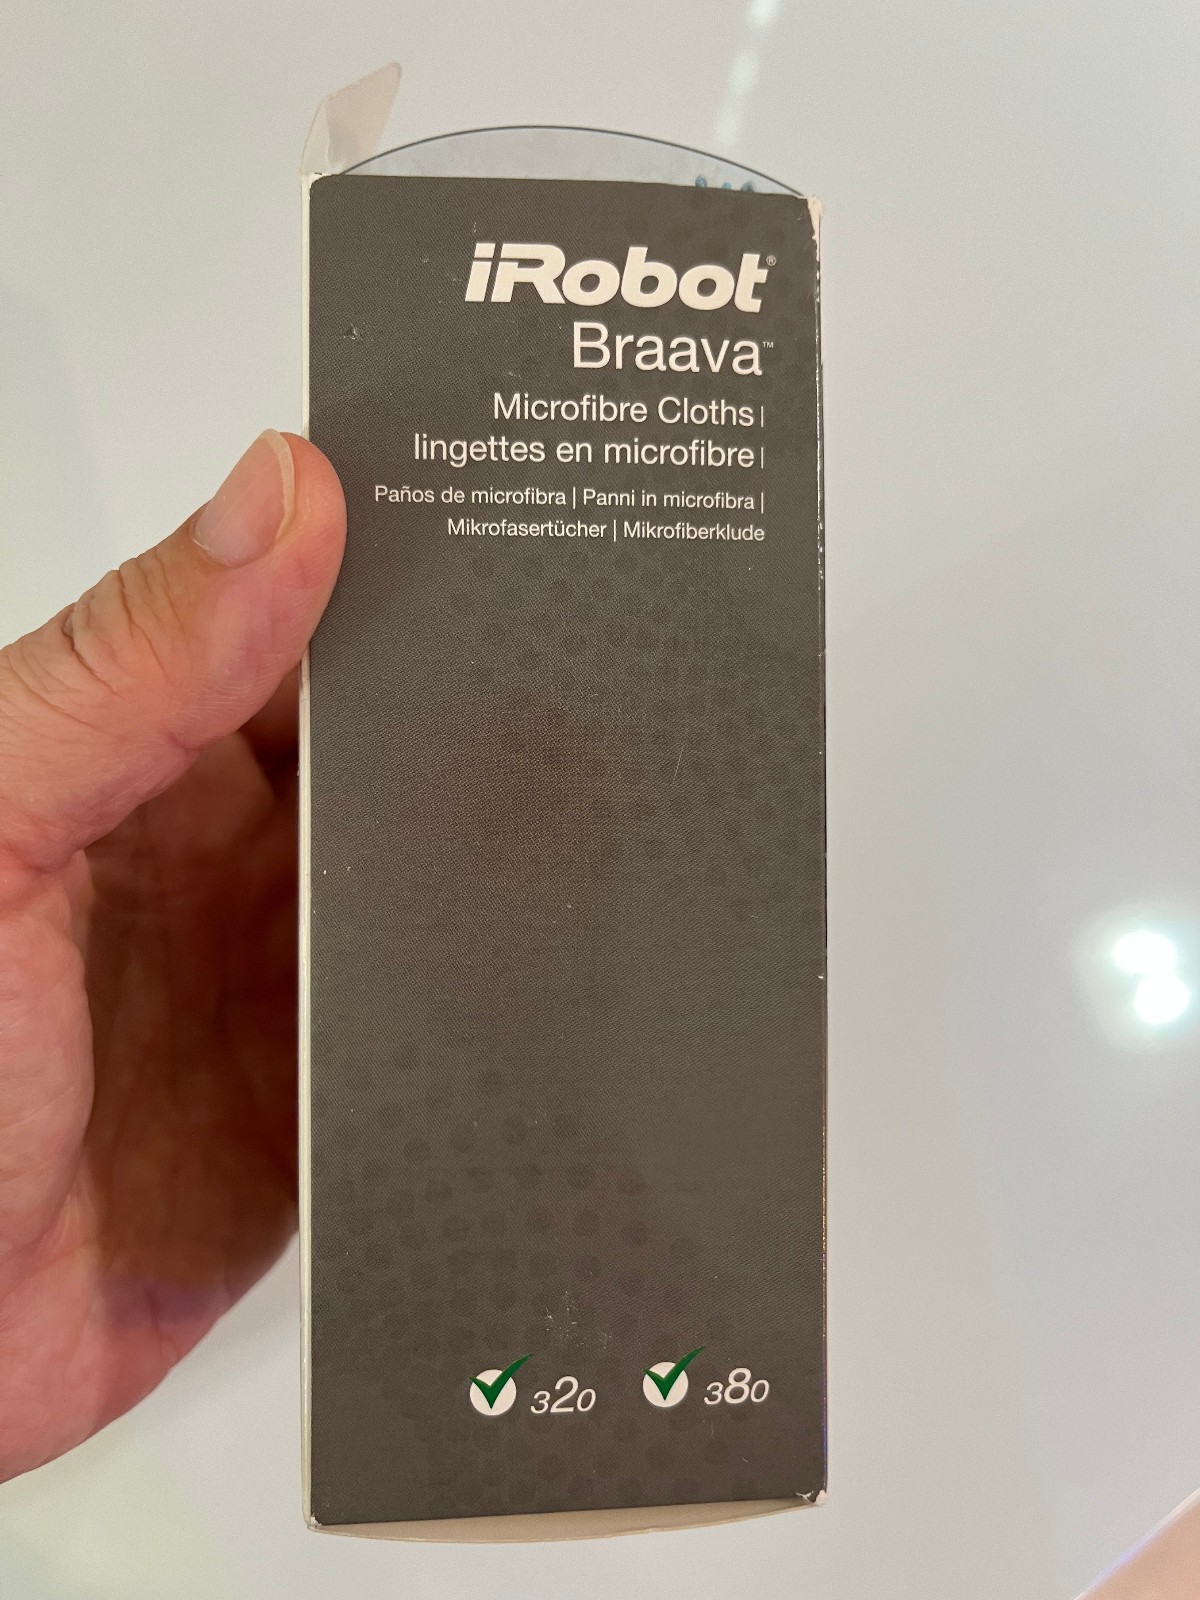 iRobot®
Braava™
Microfibre Cloths |
lingettes en microfibre |
Paños de microfibra | Panni in microfibra |
Mikrofasertücher | Mikrofiberklude
320 380